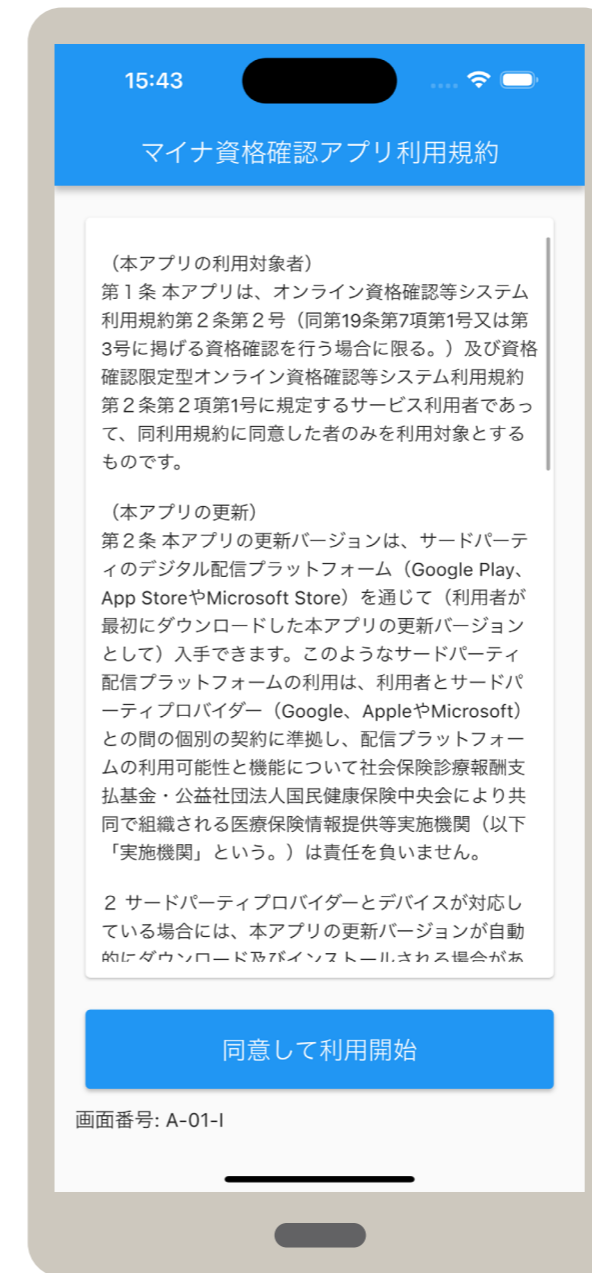 15:43
マイナ資格確認アプリ利用規約
（本アプリの利用対象者）
第１条 本アプリは、オンライン資格確認等システム
利用規約第２条第２号（同第19条第7項第1号又は第
3号に掲げる資格確認を行う場合に限る。）及び資格
確認限定型オンライン資格確認等システム利用規約
第２条第２項第1号に規定するサービス利用者であっ
て、同利用規約に同意した者のみを利用対象とする
ものです。
（本アプリの更新）
第２条 本アプリの更新バージョンは、サードパーテ
ィのデジタル配信プラットフォーム（Google Play、
App StoreやMicrosoft Store）を通じて（利用者が
最初にダウンロードした本アプリの更新バージョン
として）入手できます。このようなサードパーティ
配信プラットフォームの利用は、利用者とサードパ
ーティプロバイダー（Google、AppleやMicrosoft）
との間の個別の契約に準拠し、配信プラットフォー
ムの利用可能性と機能について社会保険診療報酬支
払基金・公益社団法人国民健康保険中央会により共
同で組織される医療保険情報提供等実施機関（以下
「実施機関」という。）は責任を負いません。
２ サードパーティプロバイダーとデバイスが対応し
ている場合には、本アプリの更新バージョンが自動
的にダウンロード及びインストールされる場合があ
同意して利用開始
画面番号: A-01-I